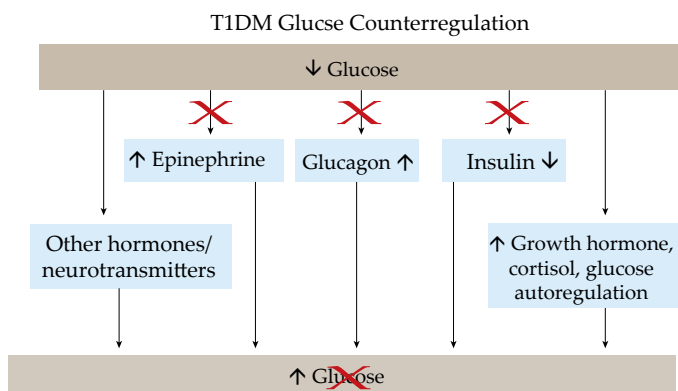 T1DM Glucse Counterregulation
↓ Glucose
↑ Epinephrine
Glucagon ↑
Insulin ↓
Other hormones/
neurotransmitters
↑ Growth hormone,
cortisol, glucose
autoregulation
↑ Glucose